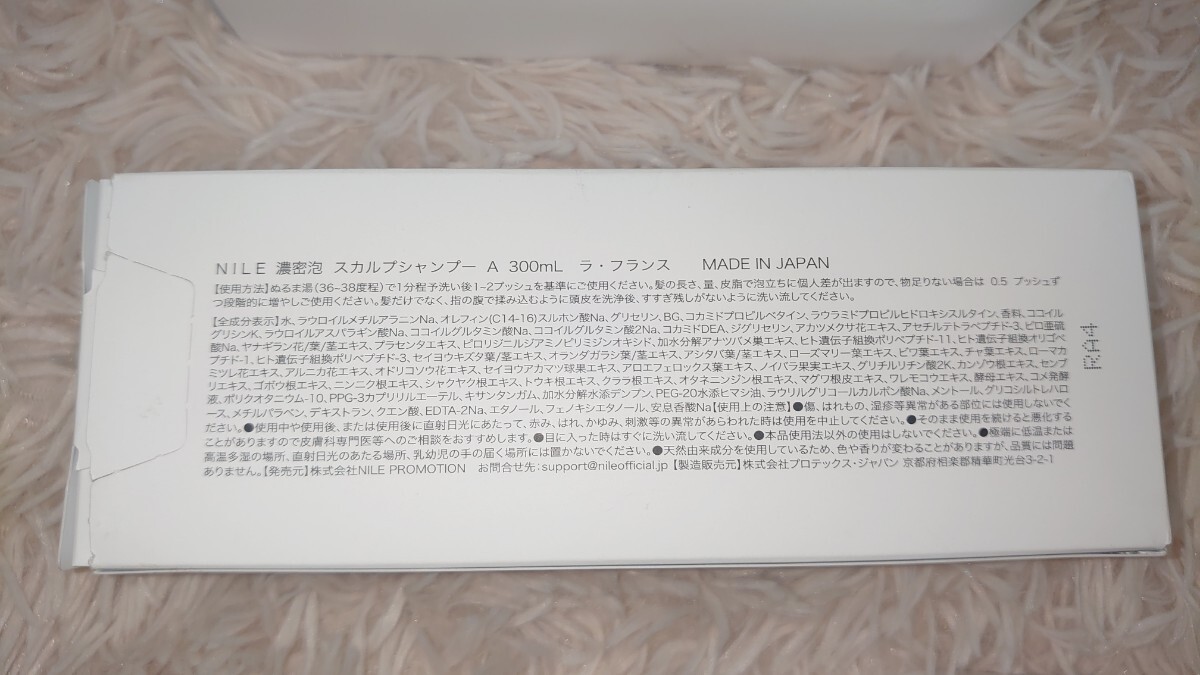 NILE 濃密泡 スカルプシャンプー A 300mL ラ・フランス MADE IN JAPAN
【使用方法】ぬるま湯(36-38度程)で1分程予洗い後1-2プッシュを基準にご使用ください。髪の長さ、量、皮脂で泡立ちに個人差が出ますので、物足りない場合は 0.5 プッシュず
つ段階的に増やしご使用ください。髪だけでなく、指の腹で揉み込むように頭皮を洗浄後、すすぎ残しがないように洗い流してください。
【全成分表示】水、ラウロイルメチルアラニンNa、オレフィン(C14-16)スルホン酸Na、グリセリン、BG、コカミドプロピルベタイン、ラウラミドプロピルヒドロキシスルタイン、香料、ココイル
グリシンK、ラウロイルアスパラギン酸Na、ココイルグルタミン酸Na、ココイルグルタミン酸2Na、コカミドDEA、ジグリセリン、アカツメクサ花エキス、アセチルテトラペプチド-3、ピロ亜硫
酸Na、ヤナギラン花/葉/茎エキス、プラセンタエキス、ピロリジニルジアミノピリミジンオキシド、加水分解アナツバメ巣エキス、ヒト遺伝子組換ポリペプチド-11、ヒト遺伝子組換オリゴペ
プチド-1、ヒト遺伝子組換ポリペプチド-3、セイヨウキズタ葉/茎エキス、オランダガラシ葉/茎エキス、アシタバ葉/茎エキス、ローズマリー葉エキス、ビワ葉エキス、チャ葉エキス、ローマカ
ミツレ花エキス、アルニカ花エキス、オドリコソウ花エキス、セイヨウアカマツ球果エキス、アロエフェロックス葉エキス、ノイバラ果実エキス、グリチルリチン酸2K、カンゾウ根エキス、センブ
リエキス、ゴボウ根エキス、ニンニク根エキス、シャクヤク根エキス、トウキ根エキス、クララ根エキス、オタネニンジン根エキス、マグワ根皮エキス、ワレモコウエキス、酵母エキス、コメ発酵
液、ポリクオタニウム-10、PPG-3カプリリルエーテル、キサンタンガム、加水分解水添デンプン、PEG-20水添ヒマシ油、ラウリルグリコールカルボン酸Na、メントール、グリコシルトレハロ
ース、メチルパラベン、デキストラン、クエン酸、EDTA-2Na、エタノール、フェノキシエタノール、安息香酸Na【使用上の注意】●傷、はれもの、湿疹等異常がある部位には使用しないでく
ださい。●使用中や使用後、または使用後に直射日光にあたって、赤み、はれ、かゆみ、刺激等の異常があらわれた時は使用を中止してください。●そのまま使用を続けると悪化する
ことがありますので皮膚科専門医等へのご相談をおすすめします。●目に入った時はすぐに洗い流してください。●本品使用法以外の使用はしないでください。●極端に低温または
高温多湿の場所、直射日光のあたる場所、乳幼児の手の届く場所には置かないでください。●天然由来成分を使用しているため、色や香りが変わることがありますが、品質には問題
ありません。【発売元】株式会社NILE PROMOTION お問合せ先:support@nileofficial.jp【製造販売元】株式会社プロテックス・ジャパン 京都府相楽郡精華町光台3-2-1
RA4